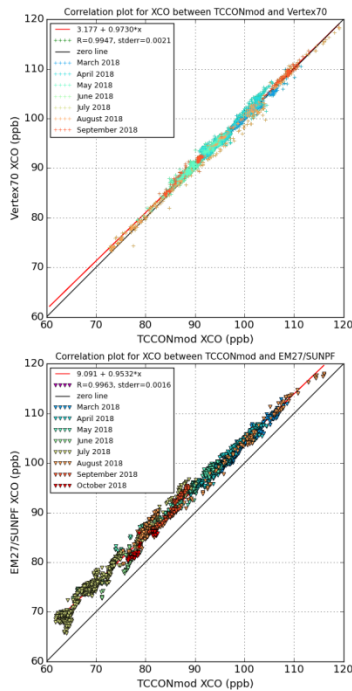 Correlation plot for XCO between TCCONmod and Vertex70
3.177 + 0.9730*x
R=0.9947, stderr=0.0021
zero line
March 2018
April 2018
May 2018
June 2018
July 2018
August 2018
September 2018
120
110
100
90
80
70
60
Vertex70 XCO (ppb)
60 70 80 90 100 110 120
TCCONmod XCO (ppb)
Correlation plot for XCO between TCCONmod and EM27/SUNPF
9.091 + 0.9532*x
R=0.9963, stderr=0.0016
zero line
March 2018
April 2018
May 2018
June 2018
July 2018
August 2018
September 2018
October 2018
120
110
100
90
80
70
60
EM27/SUNPF XCO (ppb)
60 70 80 90 100 110 120
TCCONmod XCO (ppb)